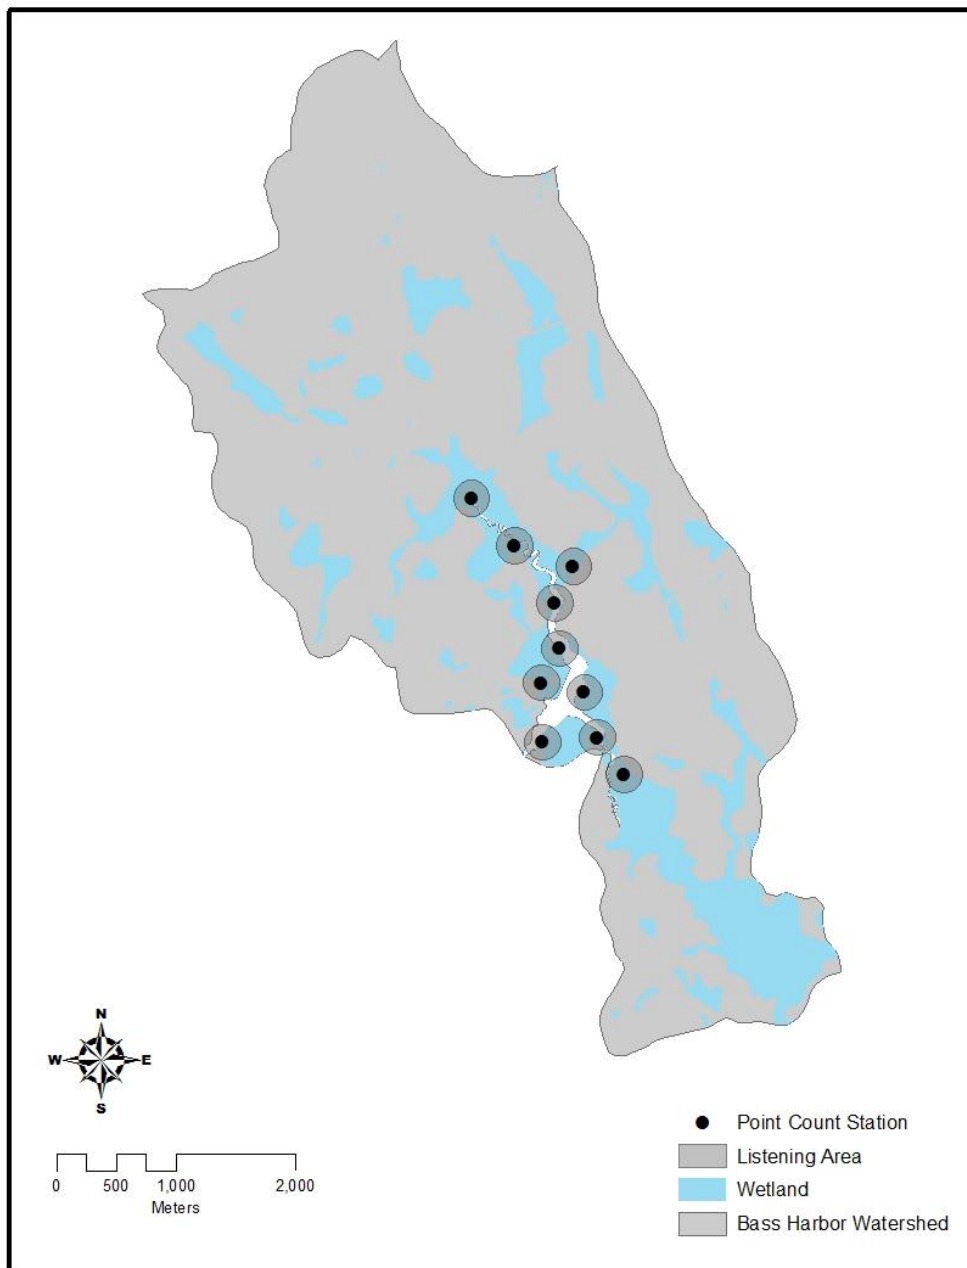 N
W E
S
0 500 1,000 2,000
Meters
Point Count Station
Listening Area
Wetland
Bass Harbor Watershed